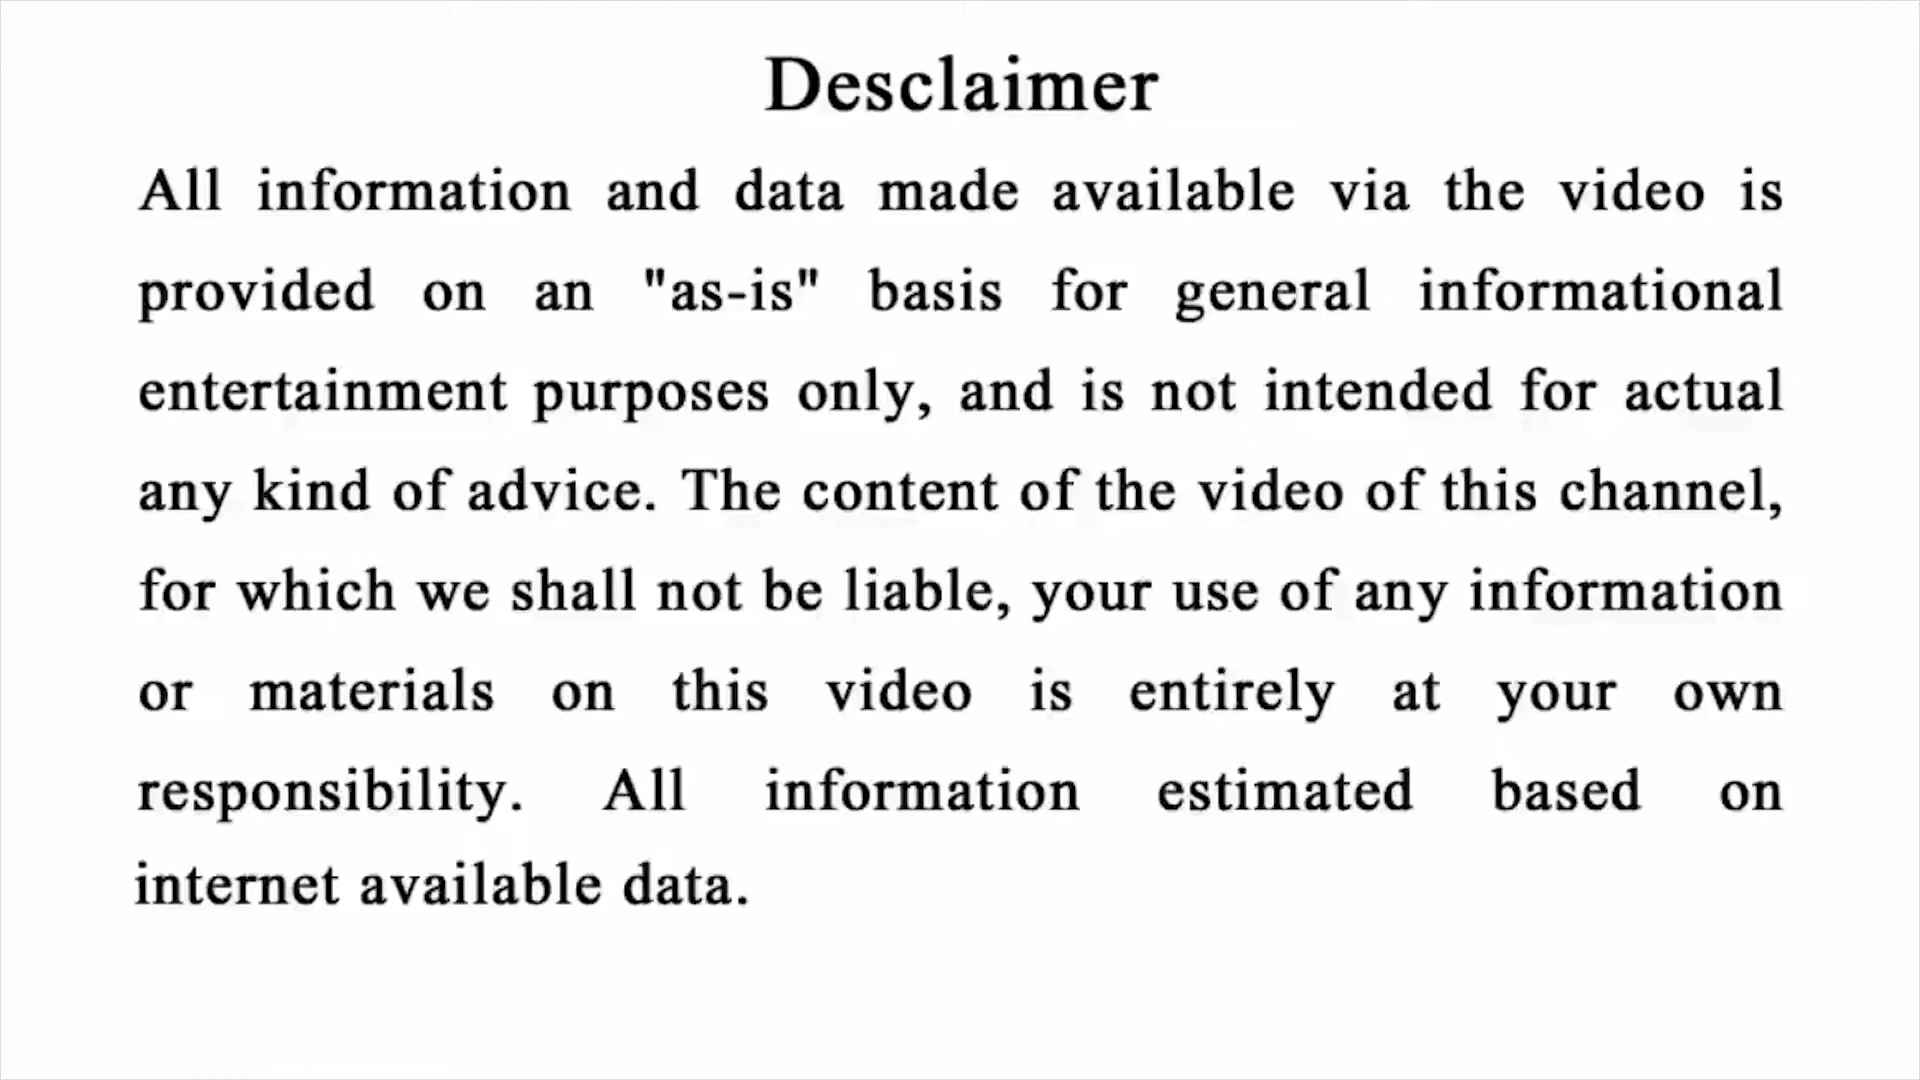 Desclaimer
All information and data made available via the video is
provided on an "as-is" basis for general informational
entertainment purposes only, and is not intended for actual
any kind of advice. The content of the video of this channel,
for which we shall not be liable, your use of any information
or materials on this video is entirely at your own
responsibility. All information estimated based on
internet available data.